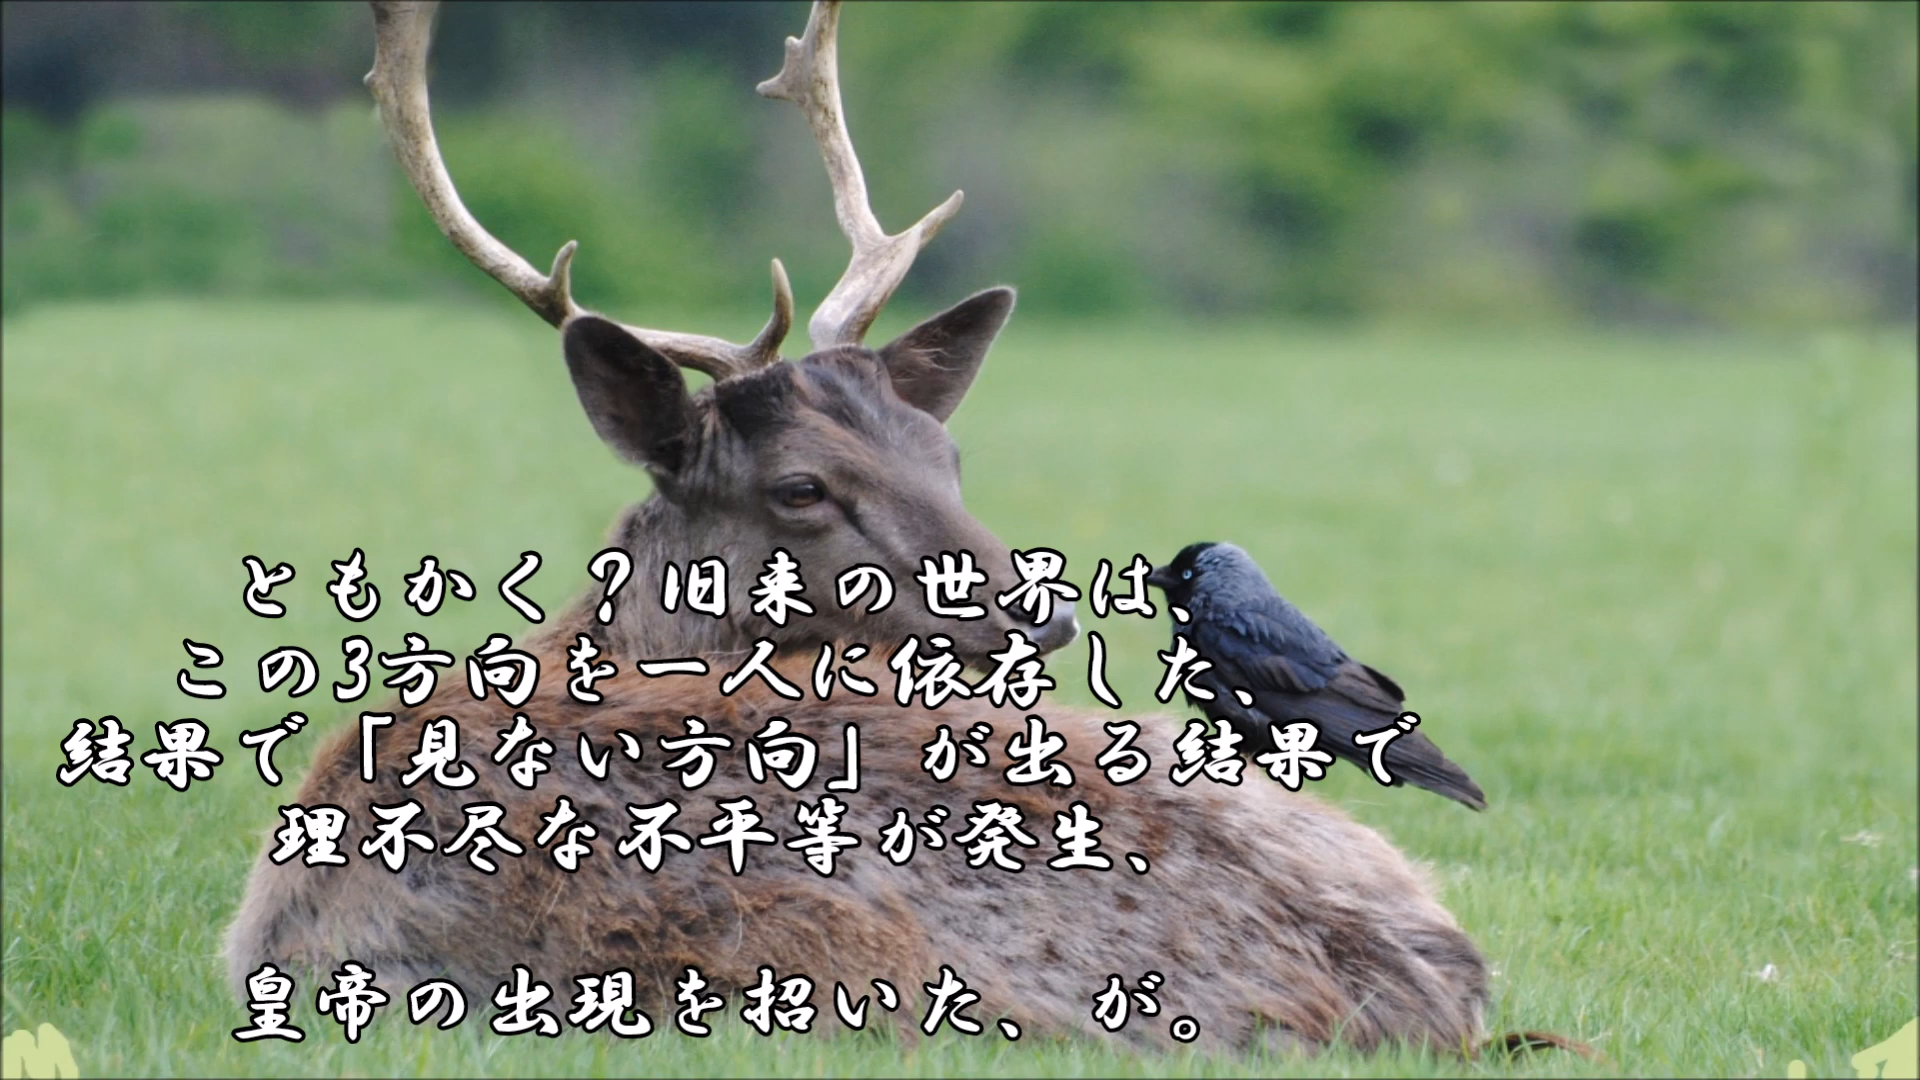 ともかく？旧来の世界は、
この3方向を一人に依存した、
結果で「見ない方向」が出る結果で
理不尽な不平等が発生、
皇帝の出現を招いた、が。